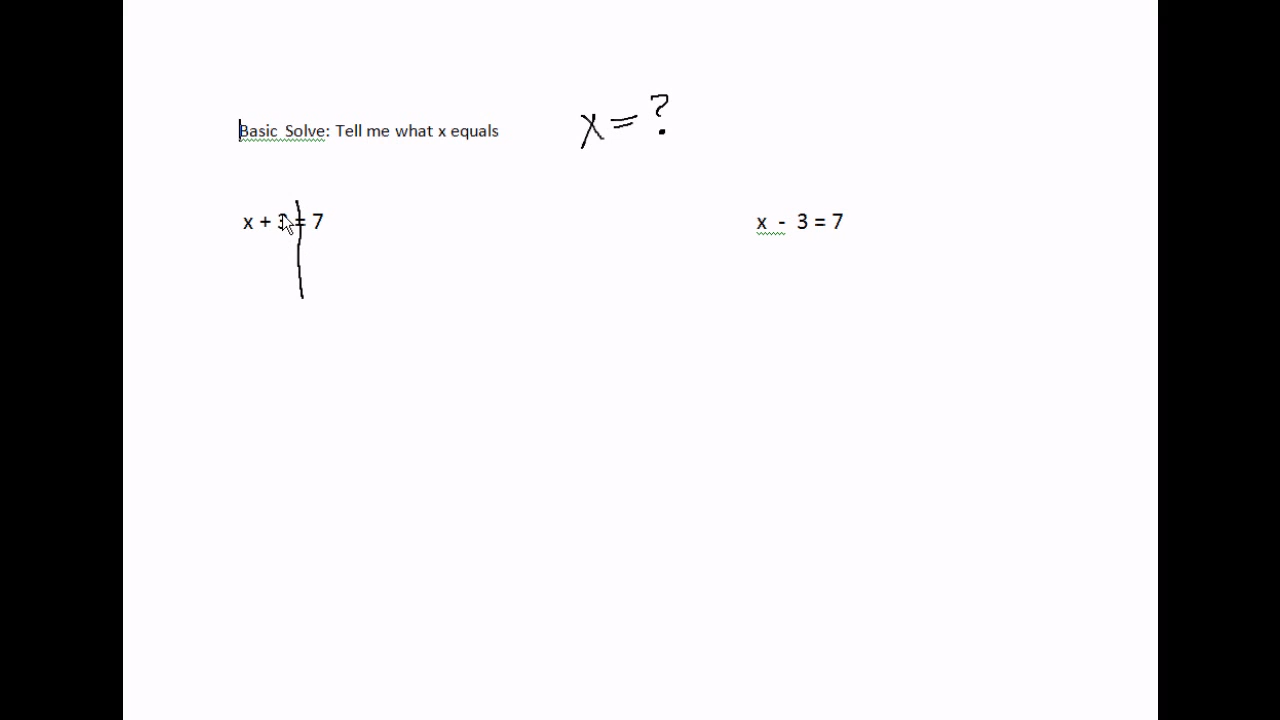 Basic Solve: Tell me what x equals x = ?
x + 3 = 7 x - 3 = 7